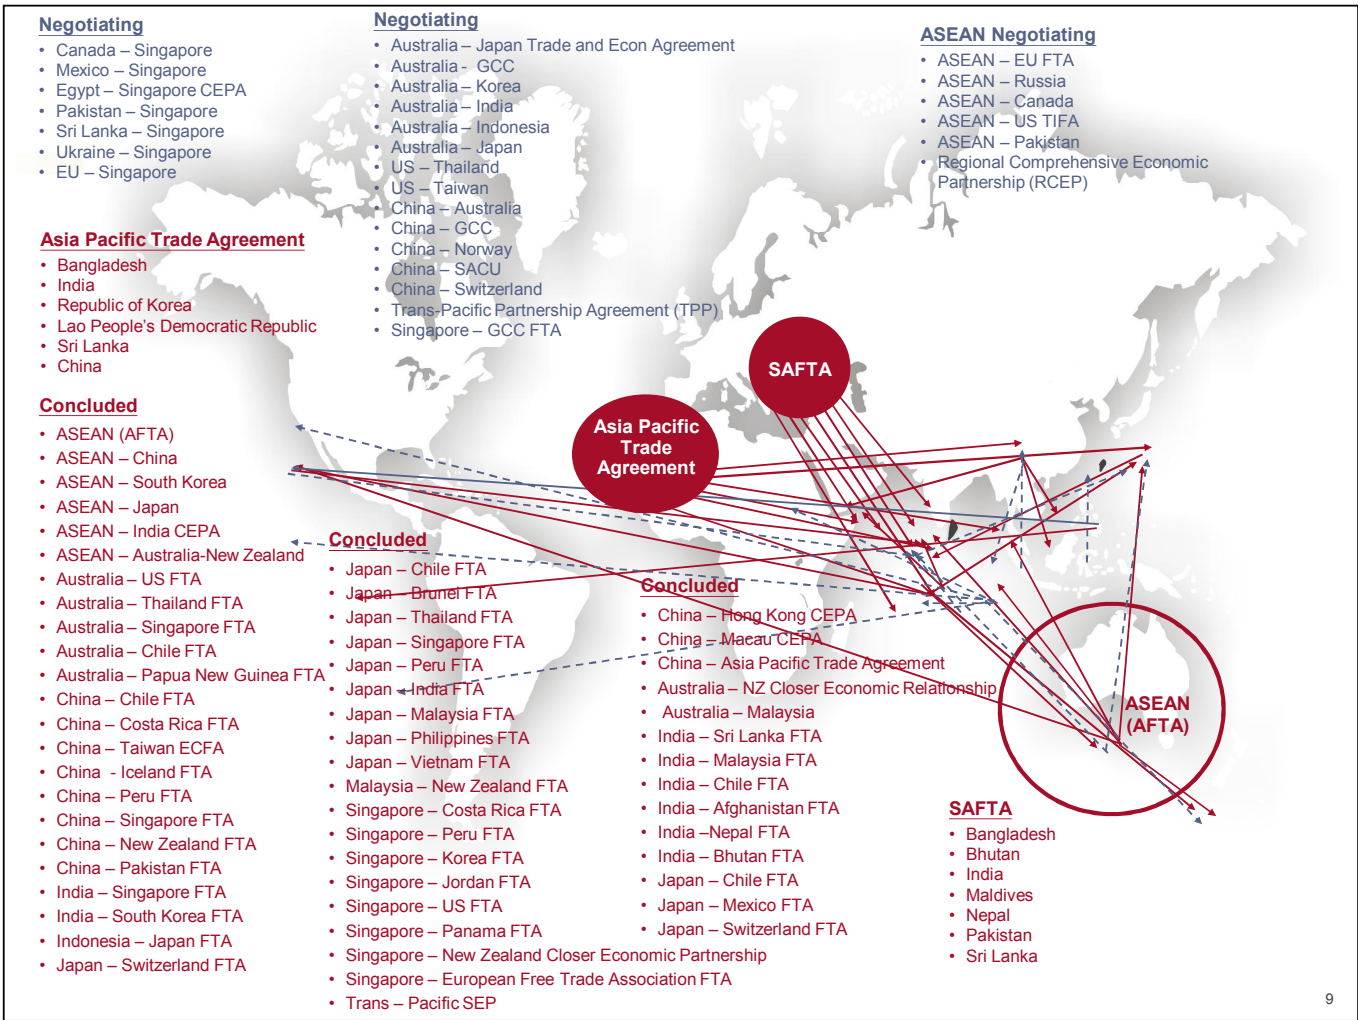 Negotiating
• Canada – Singapore
• Mexico – Singapore
• Egypt – Singapore CEPA
• Pakistan – Singapore
• Sri Lanka – Singapore
• Ukraine – Singapore
• EU – Singapore
Negotiating
• Australia – Japan Trade and Econ Agreement
• Australia - GCC
• Australia – Korea
• Australia – India
• Australia – Indonesia
• Australia – Japan
• US – Thailand
• US – Taiwan
• China – Australia
• China – GCC
• China – Norway
• China – SACU
• China – Switzerland
• Trans-Pacific Partnership Agreement (TPP)
• Singapore – GCC FTA
ASEAN Negotiating
• ASEAN – EU FTA
• ASEAN – Russia
• ASEAN – Canada
• ASEAN – US TIFA
• ASEAN – Pakistan
• Regional Comprehensive Economic
Partnership (RCEP)
Asia Pacific Trade Agreement
• Bangladesh
• India
• Republic of Korea
• Lao People's Democratic Republic
• Sri Lanka
• China
SAFTA
Asia Pacific
Trade
Agreement
ASEAN
(AFTA)
Concluded
• ASEAN (AFTA)
• ASEAN – China
• ASEAN – South Korea
• ASEAN – Japan
• ASEAN – India CEPA
• ASEAN – Australia-New Zealand
• Australia – US FTA
• Australia – Thailand FTA
• Australia – Singapore FTA
• Australia – Chile FTA
• Australia – Papua New Guinea FTA
• China – Chile FTA
• China – Costa Rica FTA
• China – Taiwan ECFA
• China - Iceland FTA
• China – Peru FTA
• China – Singapore FTA
• China – New Zealand FTA
• China – Pakistan FTA
• India – Singapore FTA
• India – South Korea FTA
• Indonesia – Japan FTA
• Japan – Switzerland FTA
Concluded
• Japan – Chile FTA
• Japan – Brunei FTA
• Japan – Thailand FTA
• Japan – Singapore FTA
• Japan – Peru FTA
• Japan – India FTA
• Japan – Malaysia FTA
• Japan – Philippines FTA
• Japan – Vietnam FTA
• Malaysia – New Zealand FTA
• Singapore – Costa Rica FTA
• Singapore – Peru FTA
• Singapore – Korea FTA
• Singapore – Jordan FTA
• Singapore – US FTA
• Singapore – Panama FTA
• Singapore – New Zealand Closer Economic Partnership
• Singapore – European Free Trade Association FTA
• Trans – Pacific SEP
Concluded
• China – Hong Kong CEPA
• China – Macau CEPA
• China – Asia Pacific Trade Agreement
• Australia – NZ Closer Economic Relationship
• Australia – Malaysia
• India – Sri Lanka FTA
• India – Malaysia FTA
• India – Chile FTA
• India – Afghanistan FTA
• India –Nepal FTA
• India – Bhutan FTA
• Japan – Chile FTA
• Japan – Mexico FTA
• Japan – Switzerland FTA
SAFTA
• Bangladesh
• Bhutan
• India
• Maldives
• Nepal
• Pakistan
• Sri Lanka
9